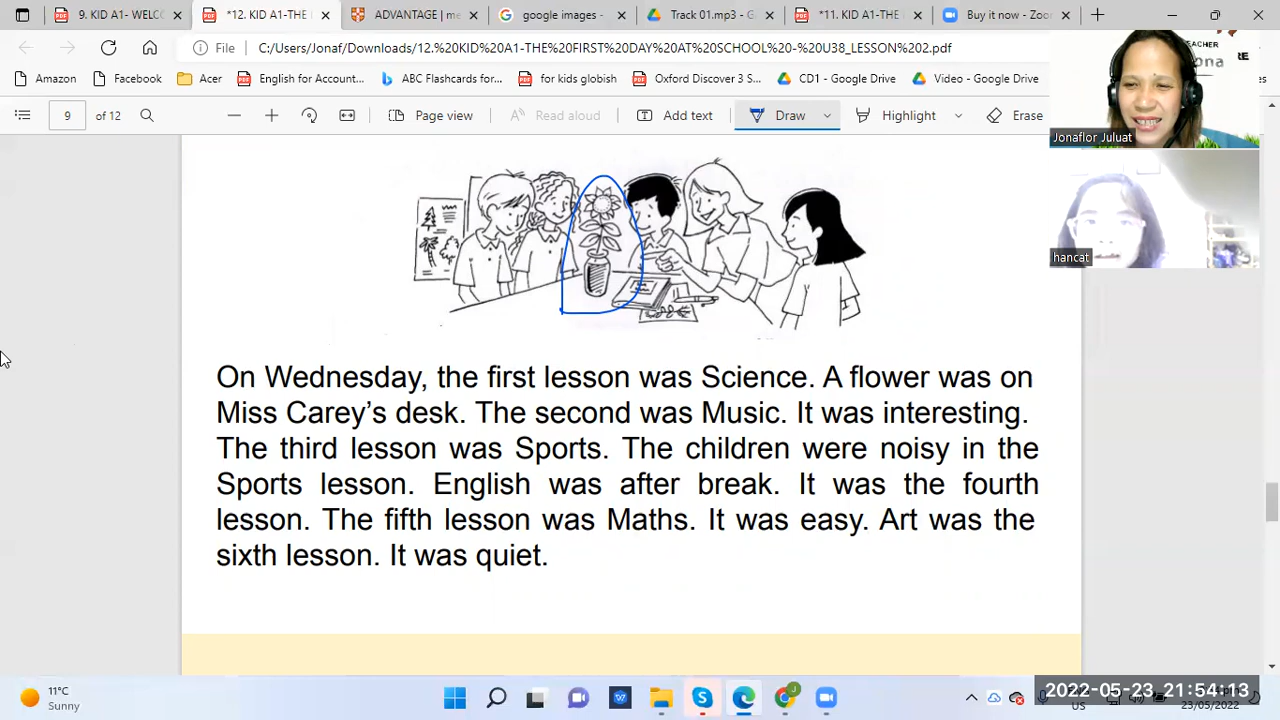 9. KID A1- WELC
*12. KID A1-THE
ADVANTAGE | me
google images -
Track 01.mp3 - G
*11. KID A1-THE
Buy it now - Zoo
File
C:/Users/Jonaf/Downloads/12.%20KID%20A1-THE%20FIRST%20DAY%20AT%20SCHOOL%20-%20U38_LESSON%202.pdf
Amazon
Facebook
Acer
English for Account...
ABC Flashcards for...
for kids globish
Oxford Discover 3 S...
CD1 - Google Drive
Video - Google Drive
9 of 12
Page view
Read aloud
Add text
Draw
Highlight
Erase
Jonaflor Juluat
hancat
On Wednesday, the first lesson was Science. A flower was on
Miss Carey's desk. The second was Music. It was interesting.
The third lesson was Sports. The children were noisy in the
Sports lesson. English was after break. It was the fourth
lesson. The fifth lesson was Maths. It was easy. Art was the
sixth lesson. It was quiet.
11°C
Sunny
2022-05-23 21:54:13
US
23/05/2022